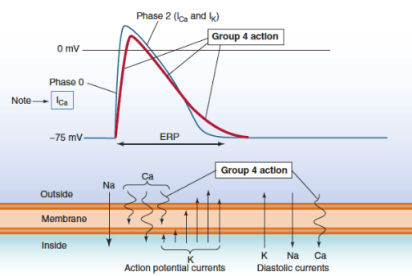 Phase 2 (ICa and IK)
Group 4 action
0 mV
Phase 0
Note
ICa
-75 mV
ERP
Group 4 action
Ca
Na
Outside
Membrane
Inside
K
K Na Ca
Action potential currents
Diastolic currents